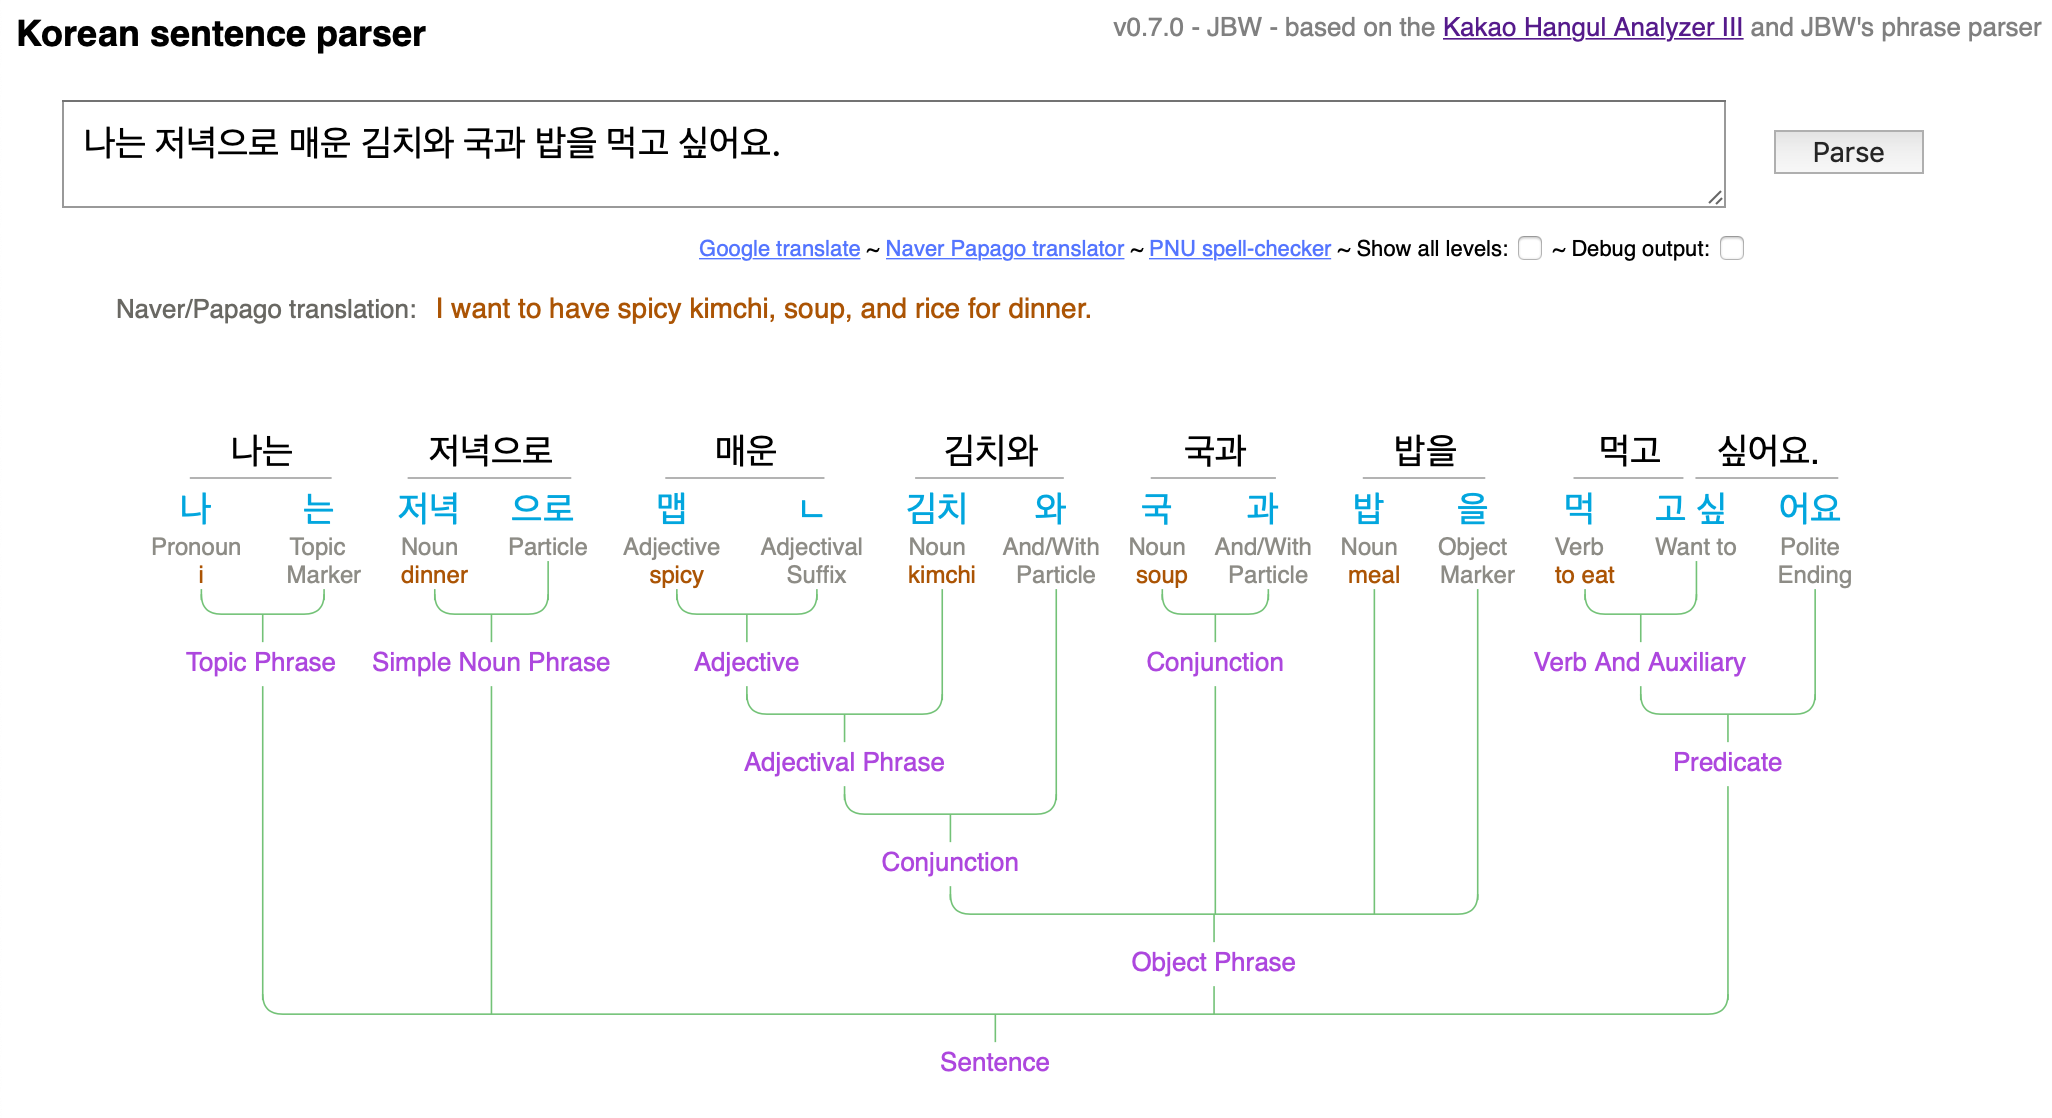 Korean sentence parser
v0.7.0 - JBW - based on the Kakao Hangul Analyzer III and JBW's phrase parser
나는 저녁으로 매운 김치와 국과 밥을 먹고 싶어요.
Parse
Google translate ~ Naver Papago translator ~ PNU spell-checker ~ Show all levels: ~ Debug output:
Naver/Papago translation: I want to have spicy kimchi, soup, and rice for dinner.
나는 저녁으로 매운 김치와 국과 밥을 먹고 싶어요.
나 는 저녁 으로 맵 ㄴ 김치 와 국 과 밥 을 먹 고 싶 어요
Pronoun Topic Noun Particle Adjective Adjectival Noun And/With Noun And/With Noun Object Verb Want to Polite
i Marker dinner spicy Suffix kimchi Particle soup Particle meal Marker to eat Ending
Topic Phrase Simple Noun Phrase Adjective Conjunction Verb And Auxiliary
Adjectival Phrase Predicate
Conjunction
Object Phrase
Sentence